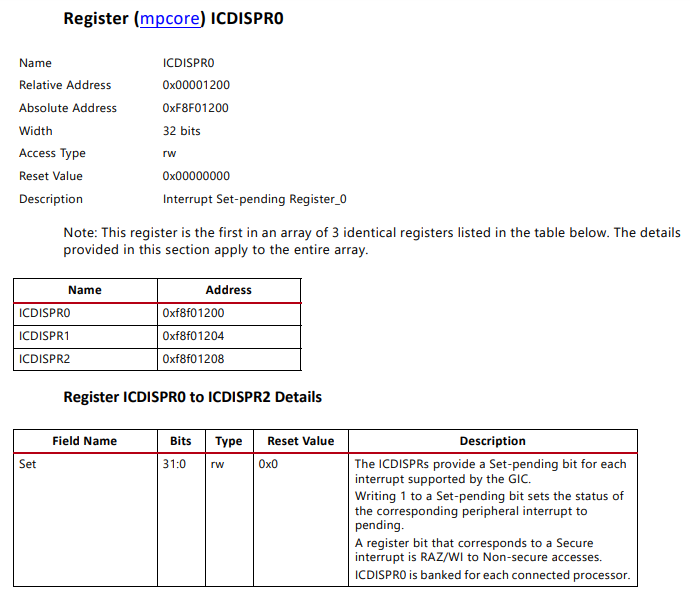 Register (mpcore) ICDISPR0
Name ICDISPR0
Relative Address 0x00001200
Absolute Address 0xF8F01200
Width 32 bits
Access Type rw
Reset Value 0x00000000
Description Interrupt Set-pending Register_0
Note: This register is the first in an array of 3 identical registers listed in the table below. The details
provided in this section apply to the entire array.
Name Address
ICDISPR0 0xf8f01200
ICDISPR1 0xf8f01204
ICDISPR2 0xf8f01208
Register ICDISPR0 to ICDISPR2 Details
Field Name Bits Type Reset Value Description
Set 31:0 rw 0x0 The ICDISPRs provide a Set-pending bit for each
interrupt supported by the GIC.
Writing 1 to a Set-pending bit sets the status of
the corresponding peripheral interrupt to
pending.
A register bit that corresponds to a Secure
interrupt is RAZ/WI to Non-secure accesses.
ICDISPR0 is banked for each connected processor.